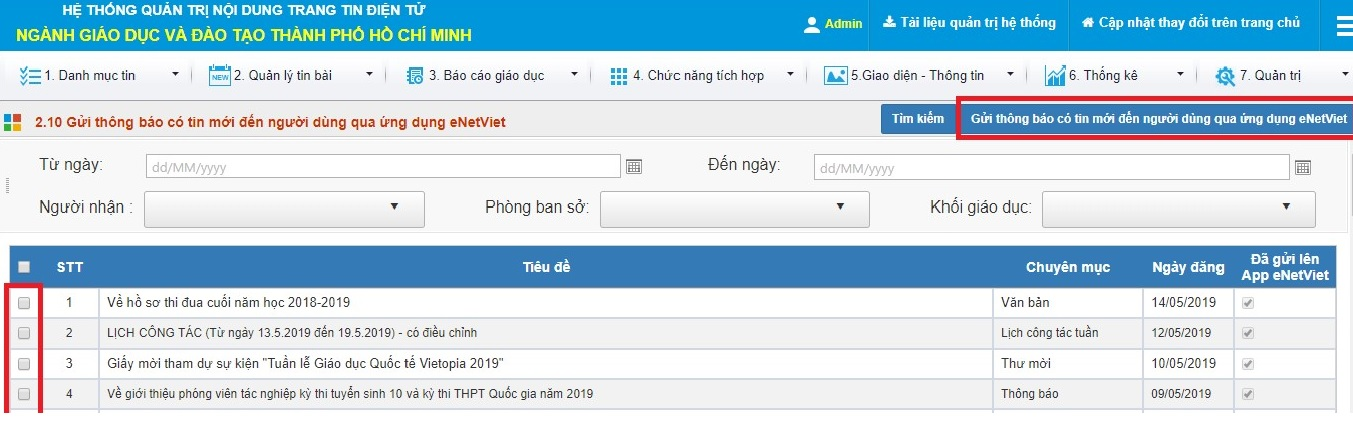 HỆ THỐNG QUẢN TRỊ NỘI DUNG TRANG TIN ĐIỆN TỬ
NGÀNH GIÁO DỤC VÀ ĐÀO TẠO THÀNH PHỐ HỒ CHÍ MINH
Admin Tài liệu quản trị hệ thống Cập nhật thay đổi trên trang chủ
1. Danh mục tin NEW 2. Quản lý tin bài 3. Báo cáo giáo dục 4. Chức năng tích hợp 5.Giao diện - Thông tin 6. Thống kê 7. Quản trị
2.10 Gửi thông báo có tin mới đến người dùng qua ứng dụng eNetViet Tìm kiếm Gửi thông báo có tin mới đến người dùng qua ứng dụng eNetViet
Từ ngày: dd/MM/yyyy Đến ngày: dd/MM/yyyy
Người nhận : Phòng ban sở: Khối giáo dục:
STT Tiêu đề Chuyên mục Ngày đăng Đã gửi lên App eNetViet
1 Về hồ sơ thi đua cuối năm học 2018-2019 Văn bản 14/05/2019
2 LỊCH CÔNG TÁC (Từ ngày 13.5.2019 đến 19.5.2019) - có điều chỉnh Lịch công tác tuần 12/05/2019
3 Giấy mời tham dự sự kiện "Tuần lễ Giáo dục Quốc tế Vietopia 2019" Thư mời 10/05/2019
4 Về giới thiệu phóng viên tác nghiệp kỳ thi tuyển sinh 10 và kỳ thi THPT Quốc gia năm 2019 Thông báo 09/05/2019